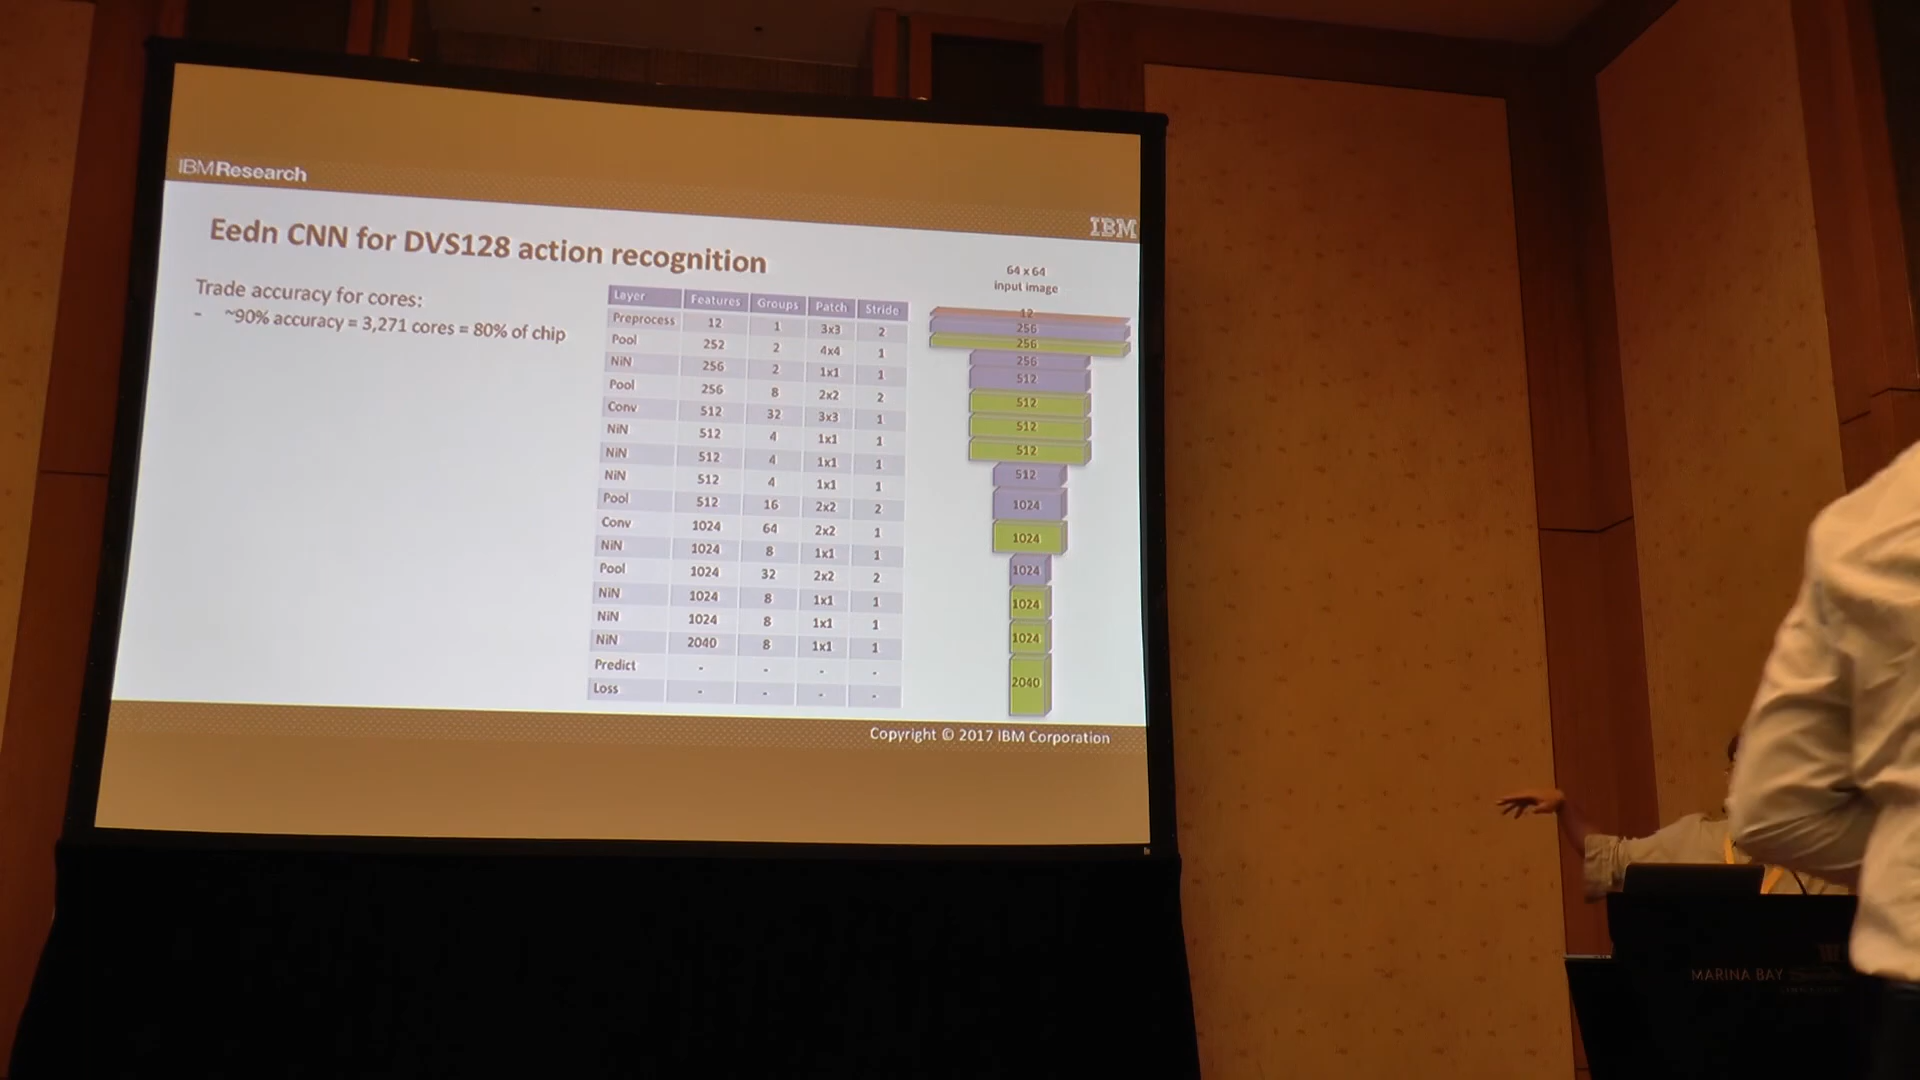 IBM Research
IBM
Eedn CNN for DVS128 action recognition
Trade accuracy for cores:
- ~90% accuracy = 3,271 cores = 80% of chip
Layer Features Groups Patch Stride
Preprocess 12 1 3x3 2
Pool 252 2 4x4 1
NiN 256 2 1x1 1
Pool 256 8 2x2 2
Conv 512 32 3x3 1
NiN 512 4 1x1 1
NiN 512 4 1x1 1
NiN 512 4 1x1 1
Pool 512 16 2x2 2
Conv 1024 64 2x2 1
NiN 1024 8 1x1 1
Pool 1024 32 2x2 2
NiN 1024 8 1x1 1
NiN 1024 8 1x1 1
NiN 2040 8 1x1 1
Predict - - - -
Loss - - - -
64 x 64
input image
12
256
256
256
512
512
512
512
512
1024
1024
1024
1024
1024
2040
Copyright © 2017 IBM Corporation
MARINA BAY